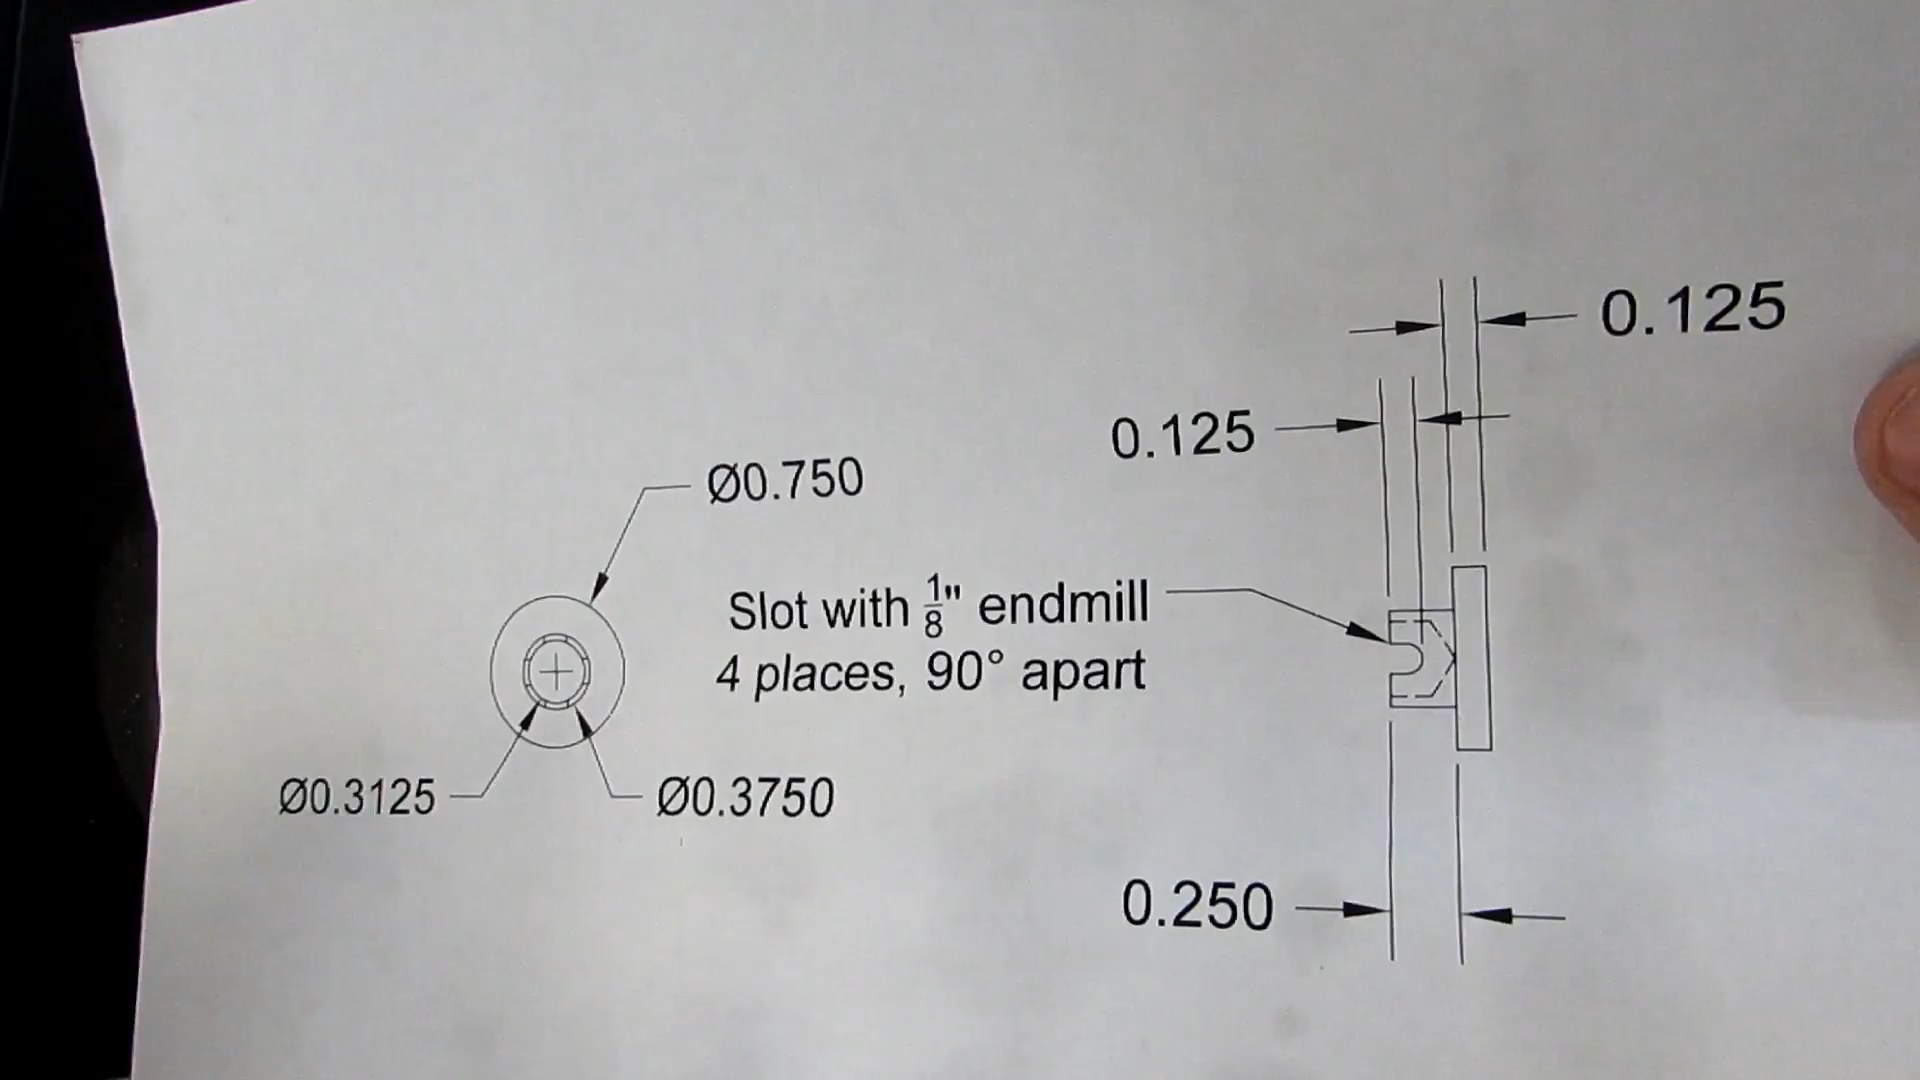 0.125
0.125
Ø0.750
Slot with 1/8" endmill
4 places, 90° apart
Ø0.3125
Ø0.3750
0.250